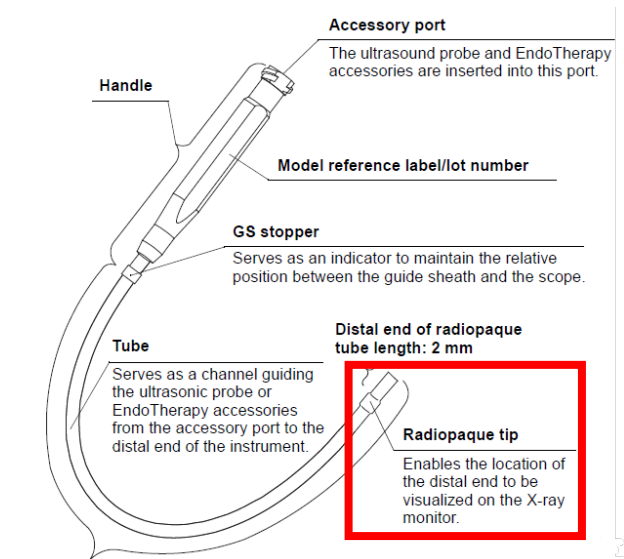 Accessory port
The ultrasound probe and EndoTherapy
accessories are inserted into this port.
Handle
Model reference label/lot number
GS stopper
Serves as an indicator to maintain the relative
position between the guide sheath and the scope.
Distal end of radiopaque
tube length: 2 mm
Tube
Serves as a channel guiding
the ultrasonic probe or
EndoTherapy accessories
from the accessory port to the
distal end of the instrument.
Radiopaque tip
Enables the location of
the distal end to be
visualized on the X-ray
monitor.